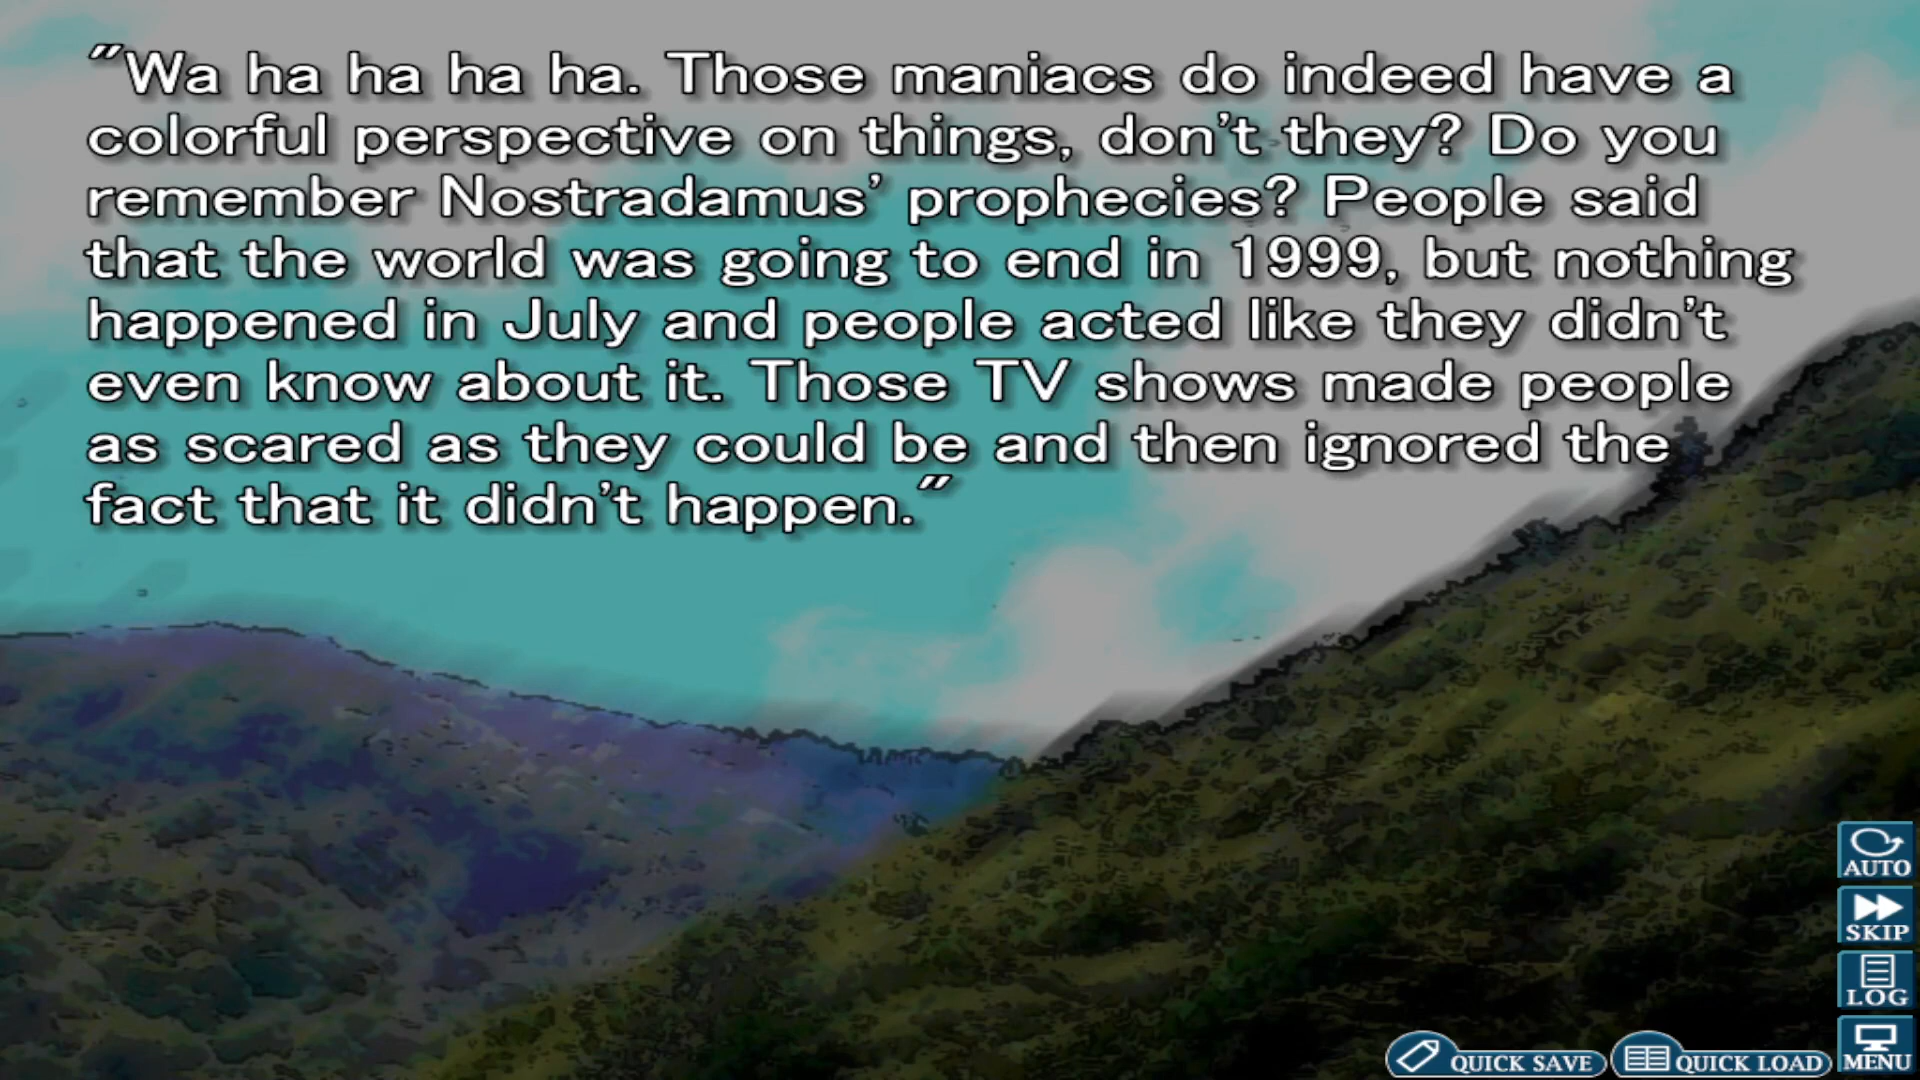 "Wa ha ha ha ha. Those maniacs do indeed have a
colorful perspective on things, don't they? Do you
remember Nostradamus' prophecies? People said
that the world was going to end in 1999, but nothing
happened in July and people acted like they didn't
even know about it. Those TV shows made people
as scared as they could be and then ignored the
fact that it didn't happen."
AUTO
SKIP
LOG
MENU
QUICK SAVE
QUICK LOAD